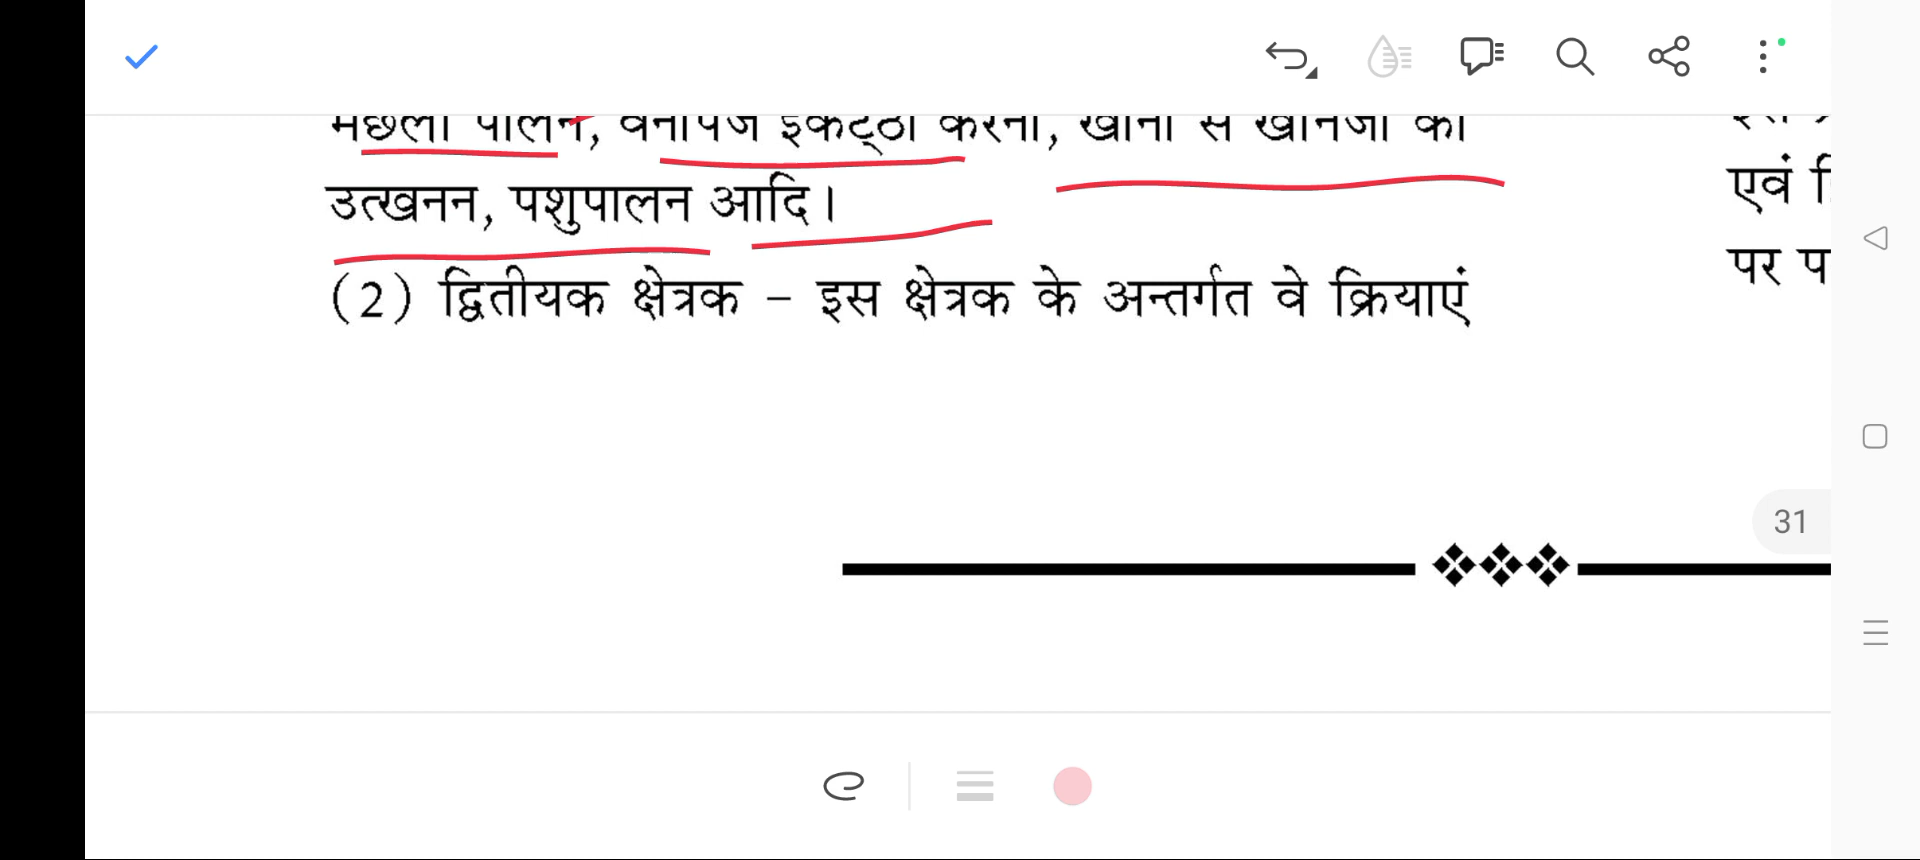 मछली पालन, वनोपज इकट्ठा करना, खानों से खनिजों का
उत्खनन, पशुपालन आदि।
(2) द्वितीयक क्षेत्रक – इस क्षेत्रक के अन्तर्गत वे क्रियाएं
एवं
पर
31